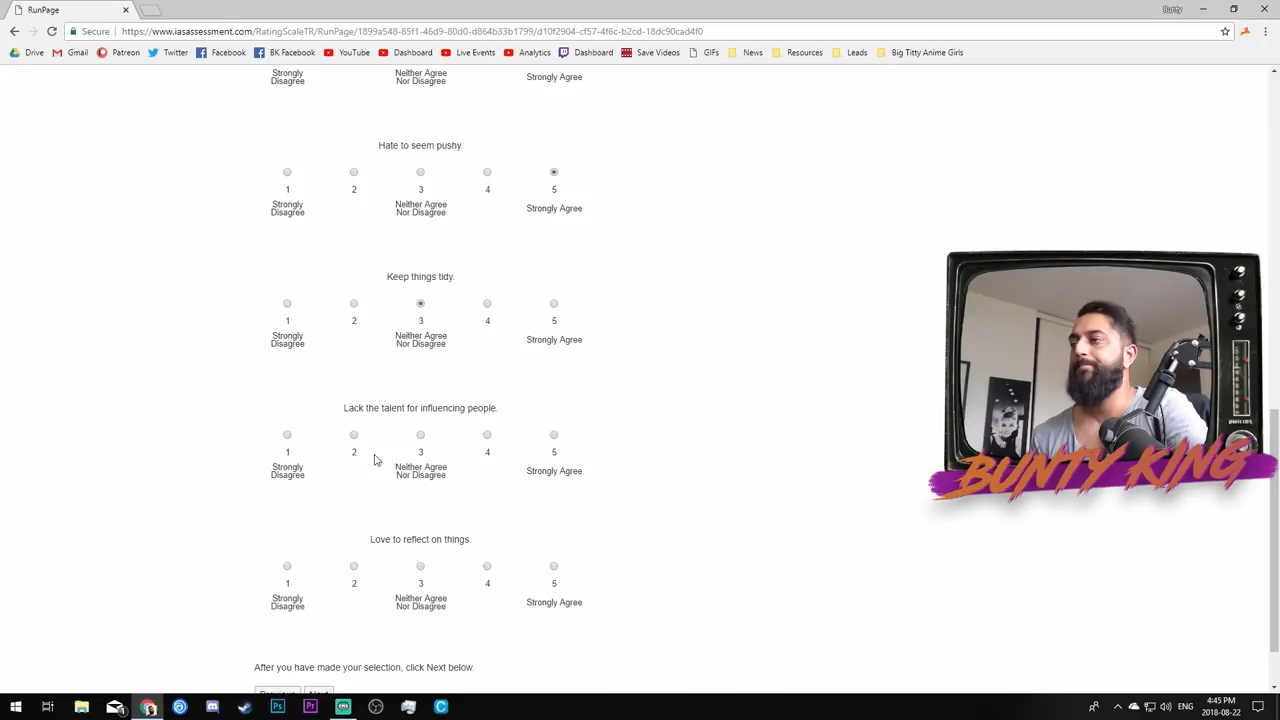 RunPage
Bunty
Secure
https://www.iasassessment.com/RatingScaleTR/RunPage/1899a548-85f1-46d9-80d0-d864b33b1799/d10f2904-cf57-4f6c-b2cd-18dc90cad4f0
Drive Gmail Patreon Twitter Facebook BK Facebook YouTube Dashboard Live Events Analytics Dashboard Save Videos GIFs News Resources Leads Big Titty Anime Girls
Strongly Disagree Neither Agree Nor Disagree Strongly Agree
Hate to seem pushy.
1 2 3 4 5
Strongly Disagree Neither Agree Nor Disagree Strongly Agree
Keep things tidy.
1 2 3 4 5
Strongly Disagree Neither Agree Nor Disagree Strongly Agree
Lack the talent for influencing people.
1 2 3 4 5
Strongly Disagree Neither Agree Nor Disagree Strongly Agree
Love to reflect on things.
1 2 3 4 5
Strongly Disagree Neither Agree Nor Disagree Strongly Agree
After you have made your selection, click Next below.
Previous Next
PHILIPS
BUNTY KING
Ps Pr C
ENG
4:45 PM
2018-08-22